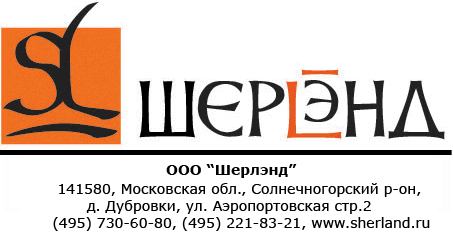 ШЕРLЭНД
ООО “Шерлэнд”
141580, Московская обл., Солнечногорский р-он,
д. Дубровки, ул. Аэропортовская стр.2
(495) 730-60-80, (495) 221-83-21, www.sherland.ru